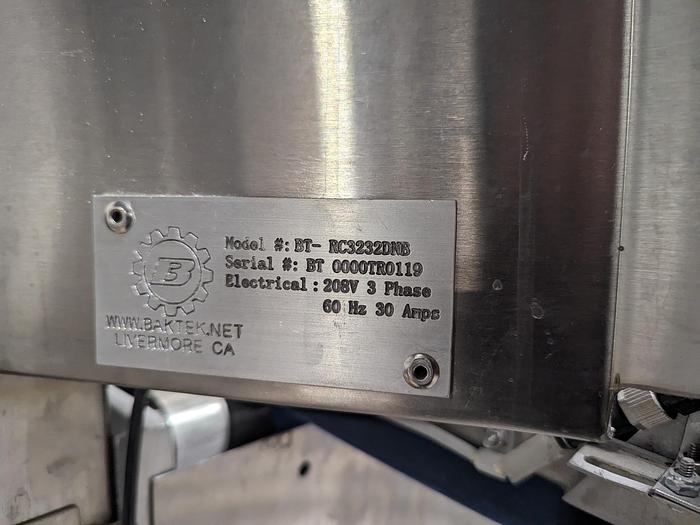 Model #: BT- RC3232DNB
Serial #: BT 0000TR0119
Electrical : 208V 3 Phase
60 Hz 30 Amps
B
WWW.BAKTEK.NET
LIVERMORE CA